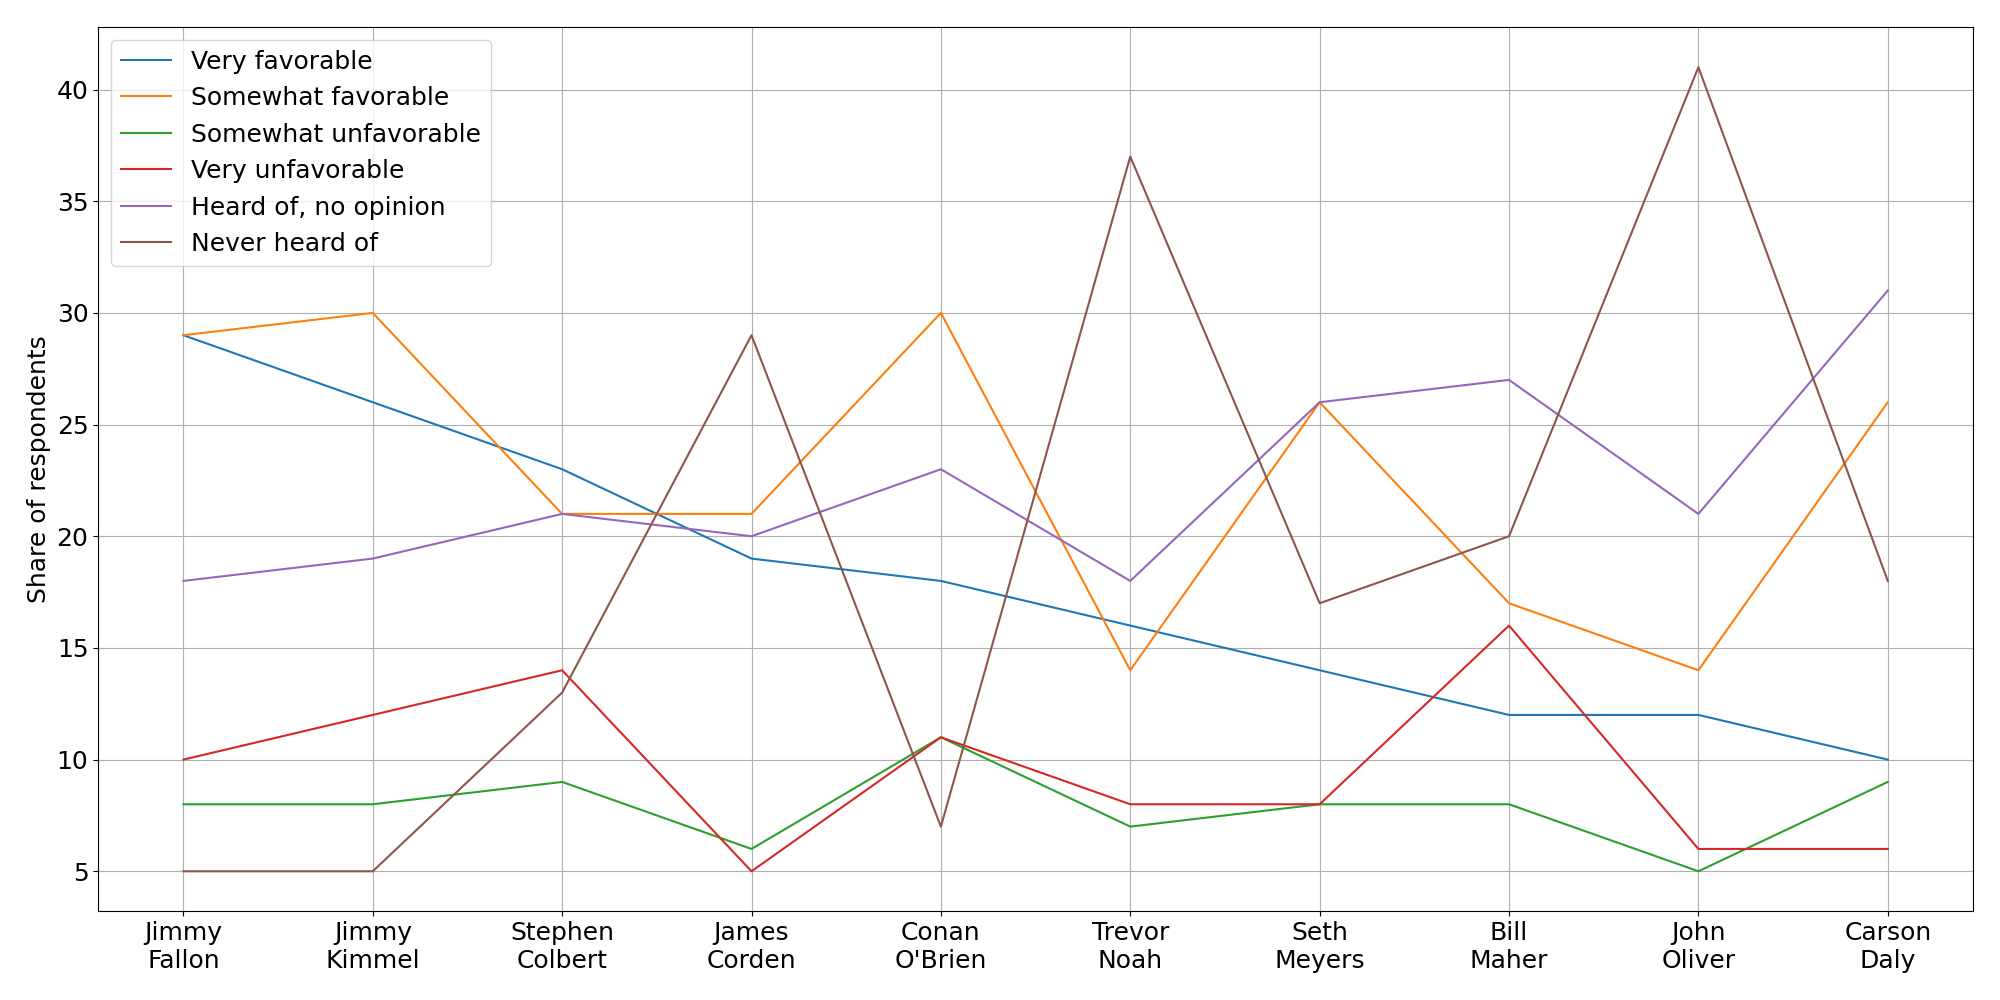 Very favorable
Somewhat favorable
Somewhat unfavorable
Very unfavorable
Heard of, no opinion
Never heard of
Share of respondents
40
35
30
25
20
15
10
5
Jimmy Fallon
Jimmy Kimmel
Stephen Colbert
James Corden
Conan O'Brien
Trevor Noah
Seth Meyers
Bill Maher
John Oliver
Carson Daly